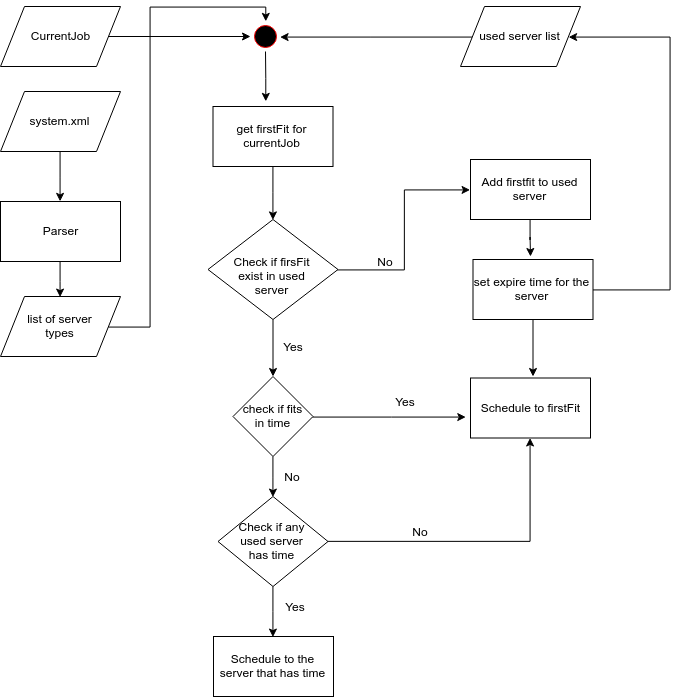 CurrentJob
used server list
system.xml
get firstFit for
currentJob
Add firstfit to used
server
Parser
Check if firsFit
exist in used
server
No
set expire time for the
server
list of server
types
Yes
check if fits
in time
Yes
Schedule to firstFit
No
Check if any
used server
has time
No
Yes
Schedule to the
server that has time